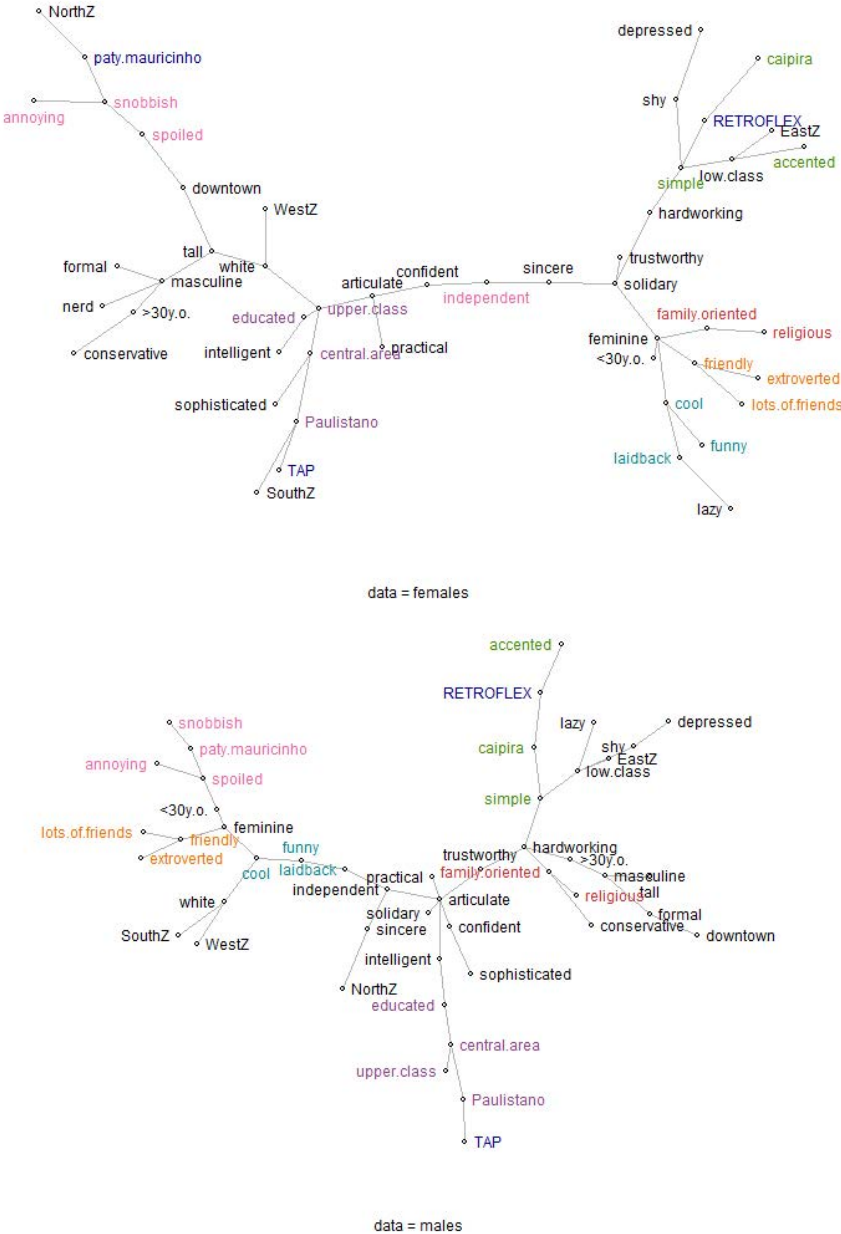 NorthZ
depressed
paty.mauricinho
caipira
shy
snobbish
annoying
RETROFLEX
EastZ
spoiled
accented
low.class
simple
downtown
WestZ
hardworking
tall
trustworthy
formal
white
confident
sincere
masculine
articulate
solidary
independent
nerd
>30y.o.
educated
upper.class
family.oriented
religious
feminine
conservative
intelligent
central.area
practical
<30y.o.
friendly
extroverted
sophisticated
cool
lots.of.friends
Paulistano
funny
laidback
TAP
SouthZ
lazy
data = females
accented
RETROFLEX
snobbish
lazy
depressed
paty.mauricinho
caipira
shy
EastZ
annoying
spoiled
low.class
simple
<30y.o.
feminine
lots.of.friends
friendly
funny
hardworking
extroverted
trustworthy
>30y.o.
cool
laidback
practical
family.oriented
masculine
independent
tall
white
articulate
religious
solidary
formal
SouthZ
sincere
confident
conservative
WestZ
downtown
intelligent
sophisticated
NorthZ
educated
central.area
upper.class
Paulistano
TAP
data = males